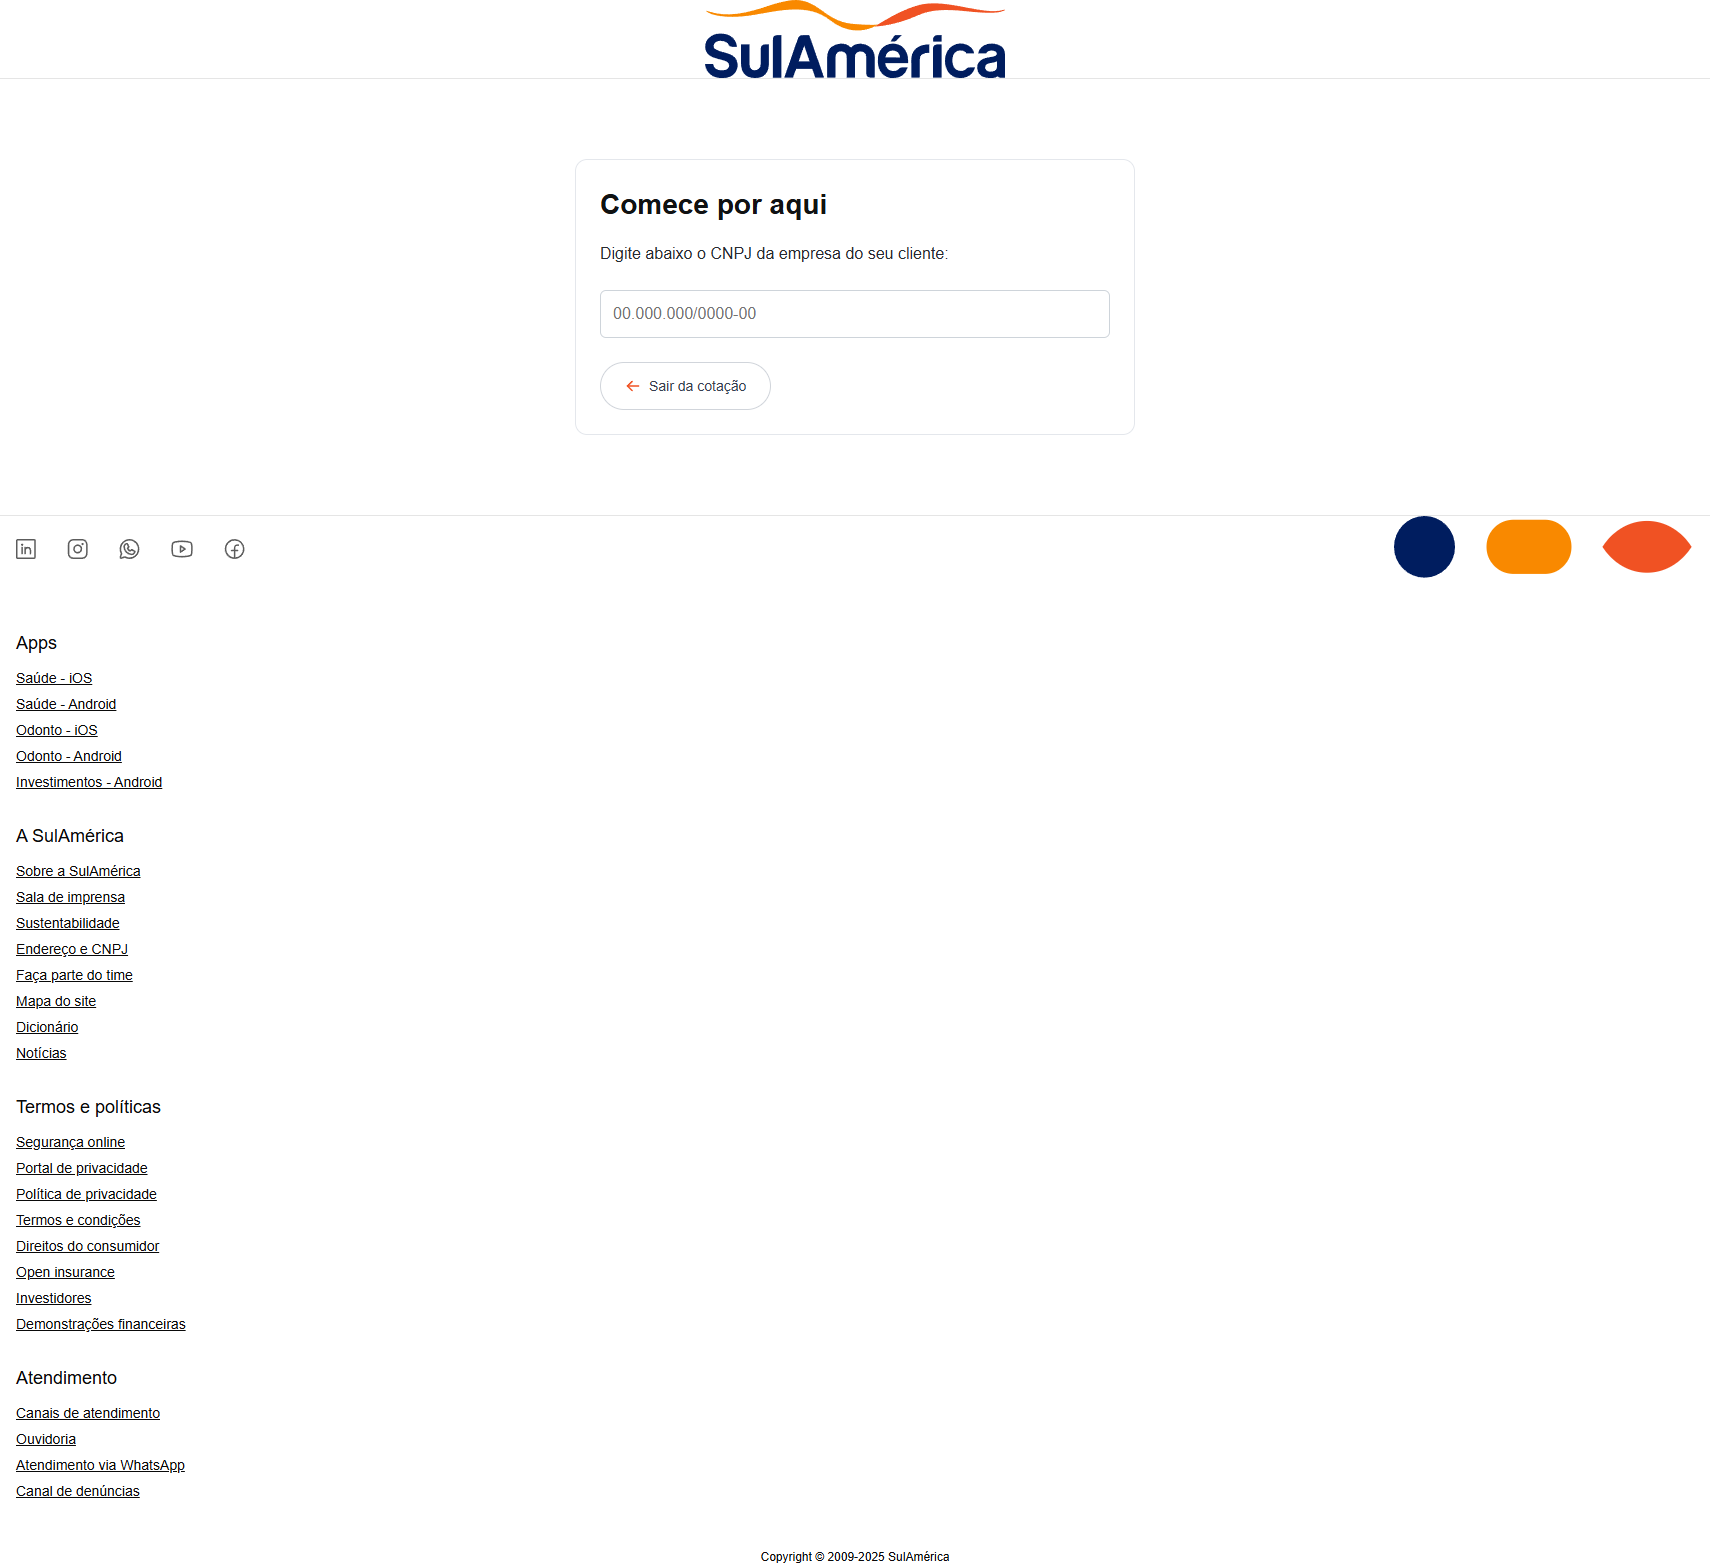 SulAmérica
Comece por aqui
Digite abaixo o CNPJ da empresa do seu cliente:
00.000.000/0000-00
Sair da cotação
Apps
Saúde - iOS
Saúde - Android
Odonto - iOS
Odonto - Android
Investimentos - Android
A SulAmérica
Sobre a SulAmérica
Sala de imprensa
Sustentabilidade
Endereço e CNPJ
Faça parte do time
Mapa do site
Dicionário
Notícias
Termos e políticas
Segurança online
Portal de privacidade
Política de privacidade
Termos e condições
Direitos do consumidor
Open insurance
Investidores
Demonstrações financeiras
Atendimento
Canais de atendimento
Ouvidoria
Atendimento via WhatsApp
Canal de denúncias
Copyright © 2009-2025 SulAmérica